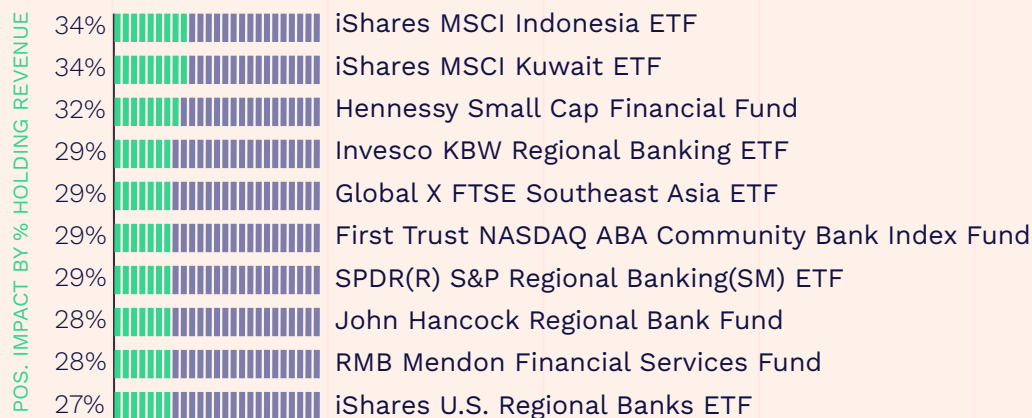 POS. IMPACT BY % HOLDING REVENUE
34% iShares MSCI Indonesia ETF
34% iShares MSCI Kuwait ETF
32% Hennessy Small Cap Financial Fund
29% Invesco KBW Regional Banking ETF
29% Global X FTSE Southeast Asia ETF
29% First Trust NASDAQ ABA Community Bank Index Fund
29% SPDR(R) S&P Regional Banking(SM) ETF
28% John Hancock Regional Bank Fund
28% RMB Mendon Financial Services Fund
27% iShares U.S. Regional Banks ETF